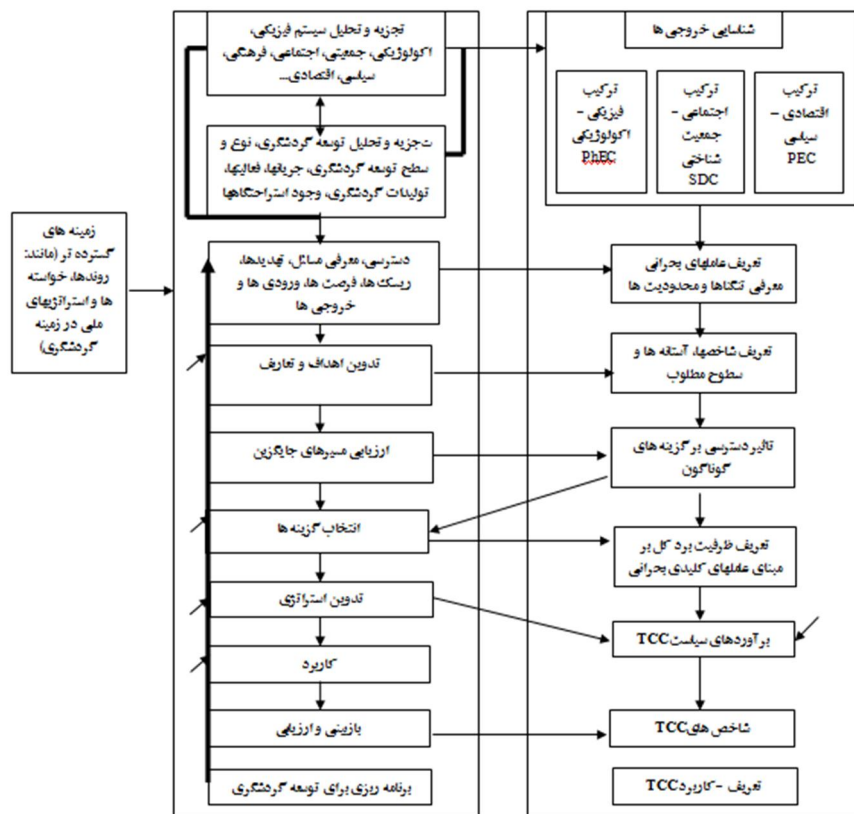 تجزیه و تحلیل سیستم فیزیکی،
اکولوژیکی، جمعیتی، اجتماعی، فرهنگی،
سیاسی، اقتصادی...
تجزیه و تحلیل توسعه گردشگری، نوع و
سطح توسعه گردشگری، جریانها، فعالیتها،
تولیدات گردشگری، وجود استراحتگاهها
شناسایی خروجی ها
ترکیب
اقتصادی –
سیاسی
PEC
ترکیب
اجتماعی –
جمعیت
شناختی
SDC
ترکیب
فیزیکی –
اکولوژیکی
PhEC
زمینه های
گسترده تر (مانند:
روندها، خواسته
ها و استراتژیهای
ملی در زمینه
گردشگری)
دسترسی، معرفی مسائل، تهدیدها،
ریسک ها، فرصت ها، ورودی ها و
خروجی ها
تعریف عاملهای بحرانی
معرفی تنگناها و محدودیت ها
تدوین اهداف و تعاریف
تعریف شاخصها، آستانه ها و
سطوح مطلوب
ارزیابی مسیرهای جایگزین
تاثیر دسترسی بر گزینه های
گوناگون
انتخاب گزینه ها
تعریف ظرفیت برد کل بر
مبنای عاملهای کلیدی بحرانی
تدوین استراتژی
برآوردهای سیاست TCC
کاربرد
بازبینی و ارزیابی
شاخص های TCC
برنامه ریزی برای توسعه گردشگری
تعریف - کاربرد TCC